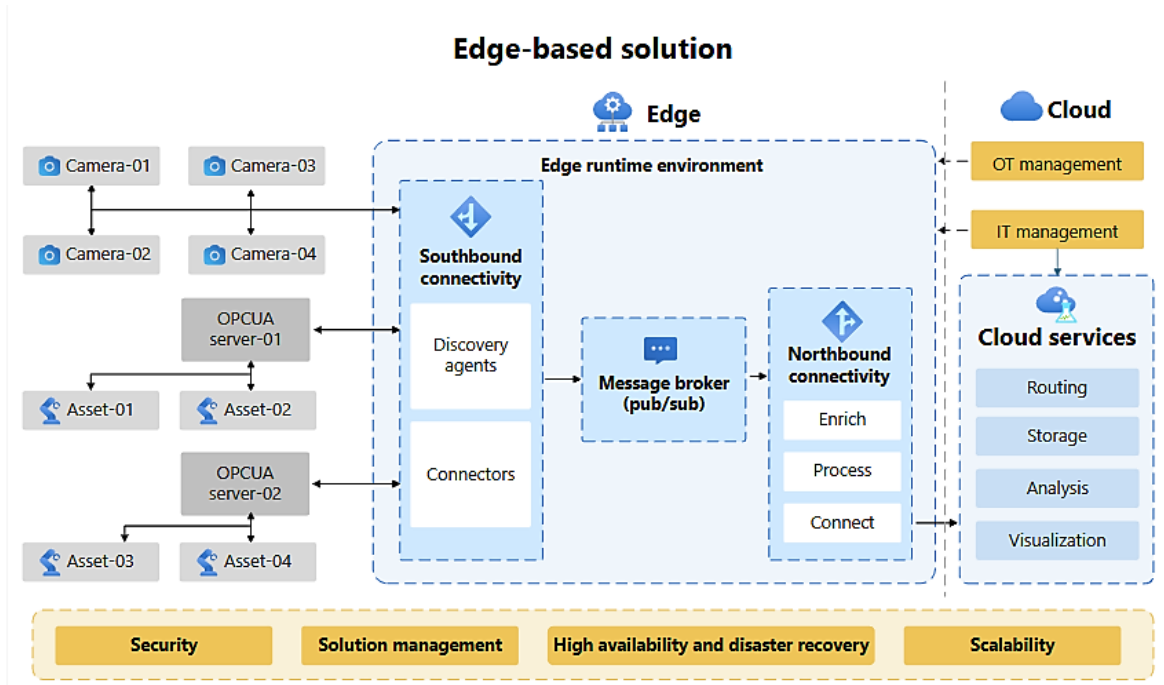 Edge-based solution
Edge
Cloud
Camera-01
Camera-03
Camera-02
Camera-04
OPCUA
server-01
Asset-01
Asset-02
OPCUA
server-02
Asset-03
Asset-04
Edge runtime environment
Southbound
connectivity
Discovery
agents
Connectors
Message broker
(pub/sub)
Northbound
connectivity
Enrich
Process
Connect
OT management
IT management
Cloud services
Routing
Storage
Analysis
Visualization
Security
Solution management
High availability and disaster recovery
Scalability